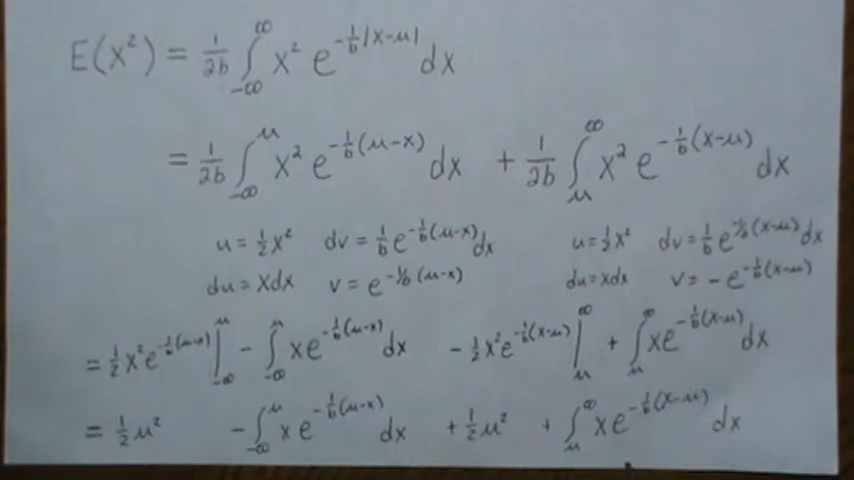 E(x²) = 1/2b ∫_{-∞}^{∞} x² e^{-1/b|x-μ|} dx
= 1/2b ∫_{-∞}^{μ} x² e^{-1/b(μ-x)} dx + 1/2b ∫_{μ}^{∞} x² e^{-1/b(x-μ)} dx
u = ½x² dv = 1/b e^{-1/b(μ-x)} dx u = ½x² dv = 1/b e^{-1/b(x-μ)} dx
du = xdx v = e^{-1/b(μ-x)} du = xdx v = -e^{-1/b(x-μ)}
= ½x² e^{-1/b(μ-x)} |_{-∞}^{μ} - ∫_{-∞}^{μ} x e^{-1/b(μ-x)} dx - ½x² e^{-1/b(x-μ)} |_{μ}^{∞} + ∫_{μ}^{∞} x e^{-1/b(x-μ)} dx
= ½μ² - ∫_{-∞}^{μ} x e^{-1/b(μ-x)} dx + ½μ² + ∫_{μ}^{∞} x e^{-1/b(x-μ)} dx